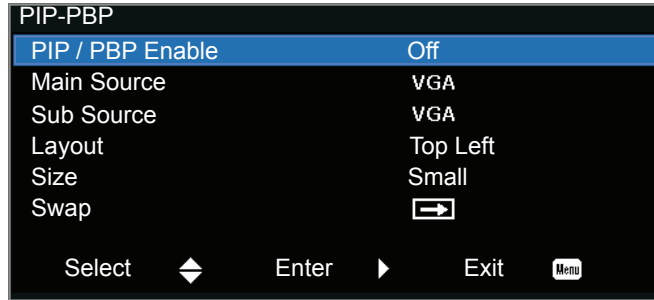 PIP-PBP
PIP / PBP Enable Off
Main Source VGA
Sub Source VGA
Layout Top Left
Size Small
Swap
Select Enter Exit Menu